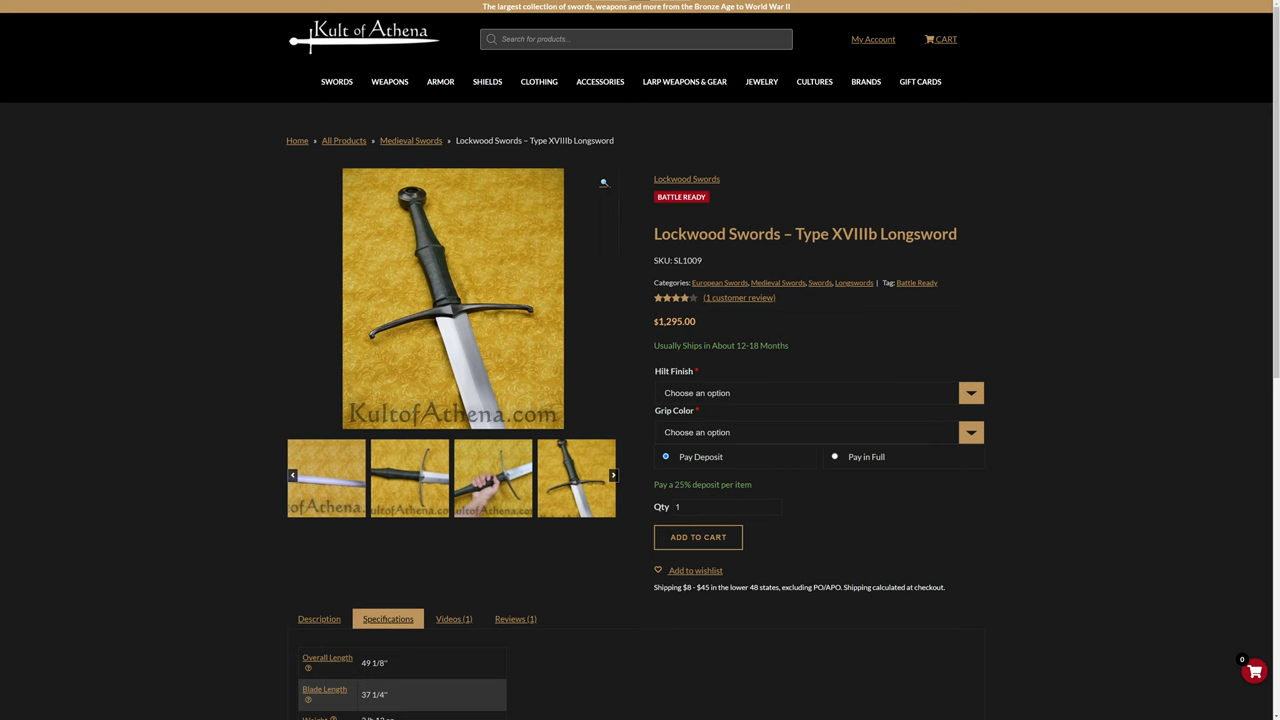 The largest collection of swords, weapons and more from the Bronze Age to World War II
Kult of Athena
Search for products...
My Account
CART
SWORDS WEAPONS ARMOR SHIELDS CLOTHING ACCESSORIES LARP WEAPONS & GEAR JEWELRY CULTURES BRANDS GIFT CARDS
Home » All Products » Medieval Swords » Lockwood Swords – Type XVIIIb Longsword
Lockwood Swords
BATTLE READY
Lockwood Swords – Type XVIIIb Longsword
SKU: SL1009
Categories: European Swords, Medieval Swords, Swords, Longswords | Tag: Battle Ready
(1 customer review)
$1,295.00
Usually Ships in About 12-18 Months
Hilt Finish *
Choose an option
Grip Color *
Choose an option
Pay Deposit
Pay in Full
Pay a 25% deposit per item
Qty 1
ADD TO CART
Add to wishlist
Shipping $8 - $45 in the lower 48 states, excluding PO/APO. Shipping calculated at checkout.
KultofAthena.com
Description Specifications Videos (1) Reviews (1)
Overall Length 49 1/8''
Blade Length 37 1/4''
0